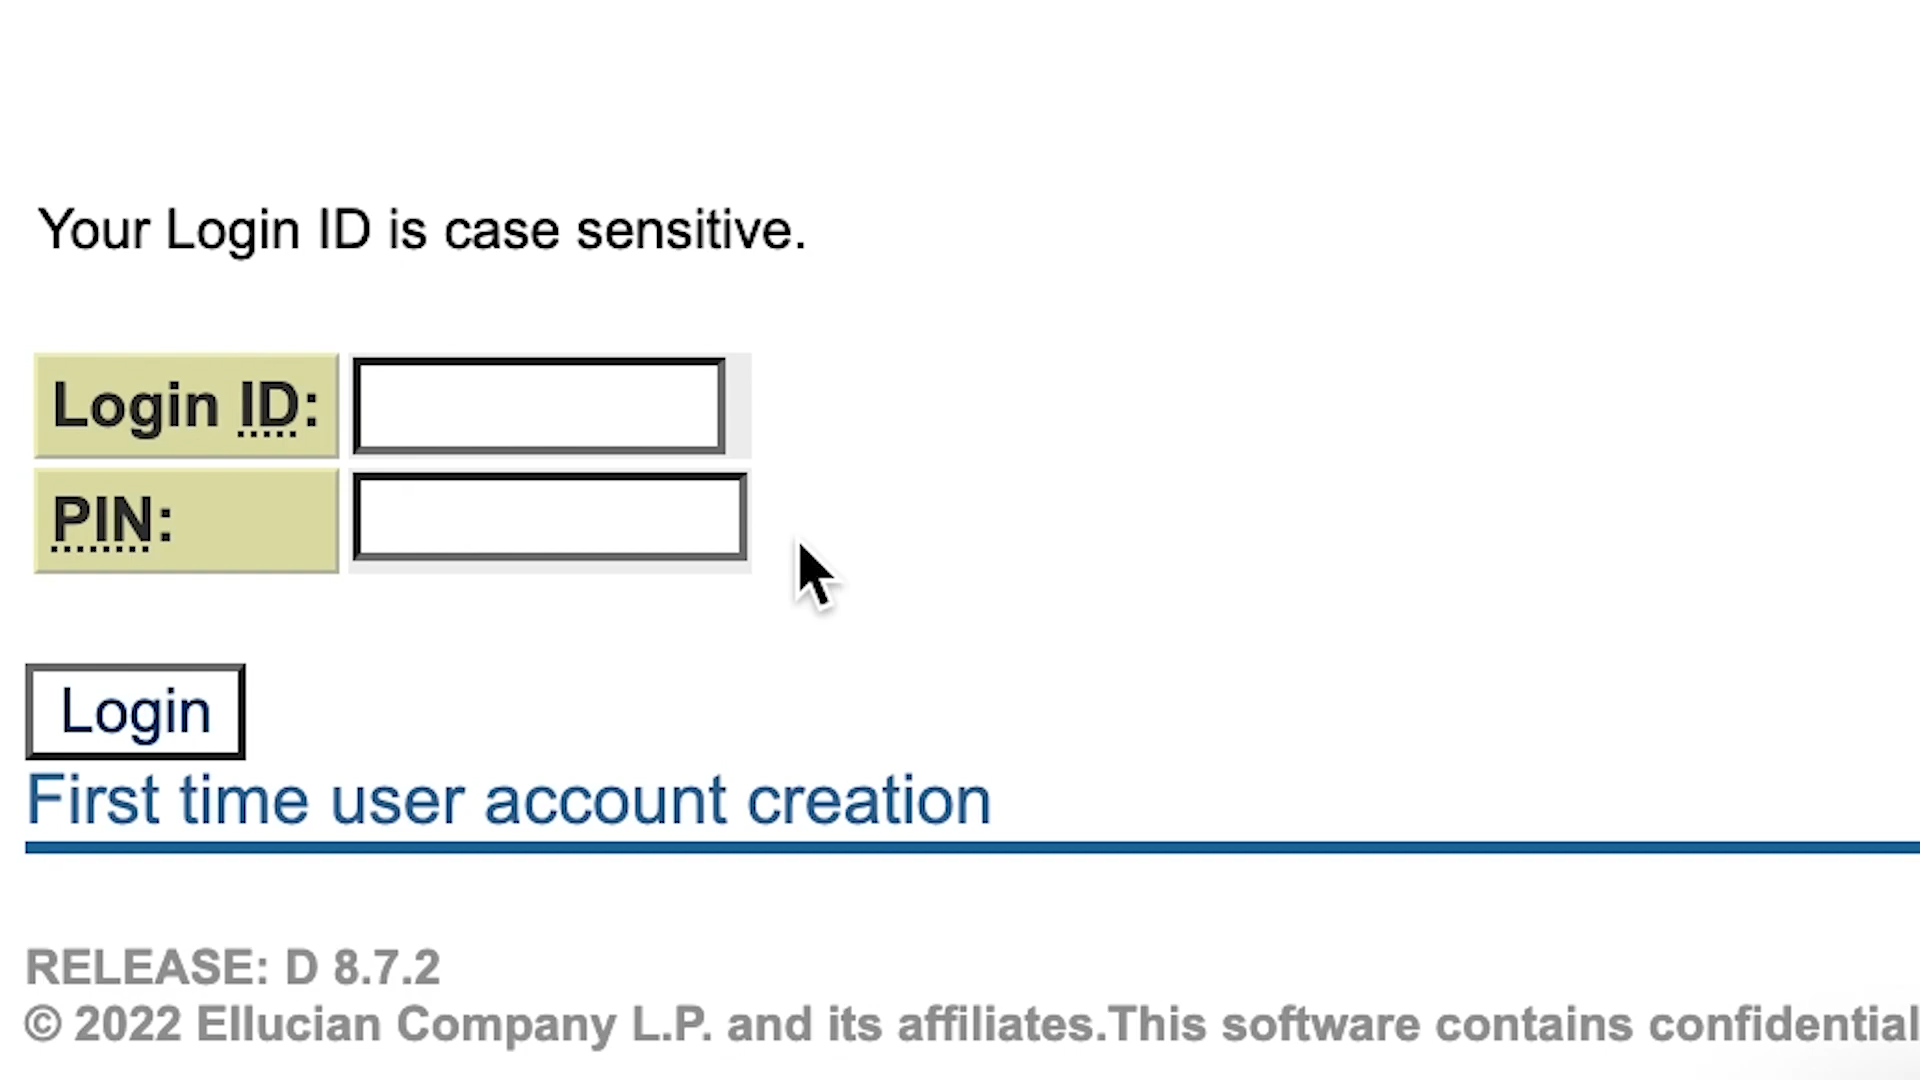 Your Login ID is case sensitive.
Login ID:
PIN:
Login
First time user account creation
RELEASE: D 8.7.2
© 2022 Ellucian Company L.P. and its affiliates.This software contains confidential